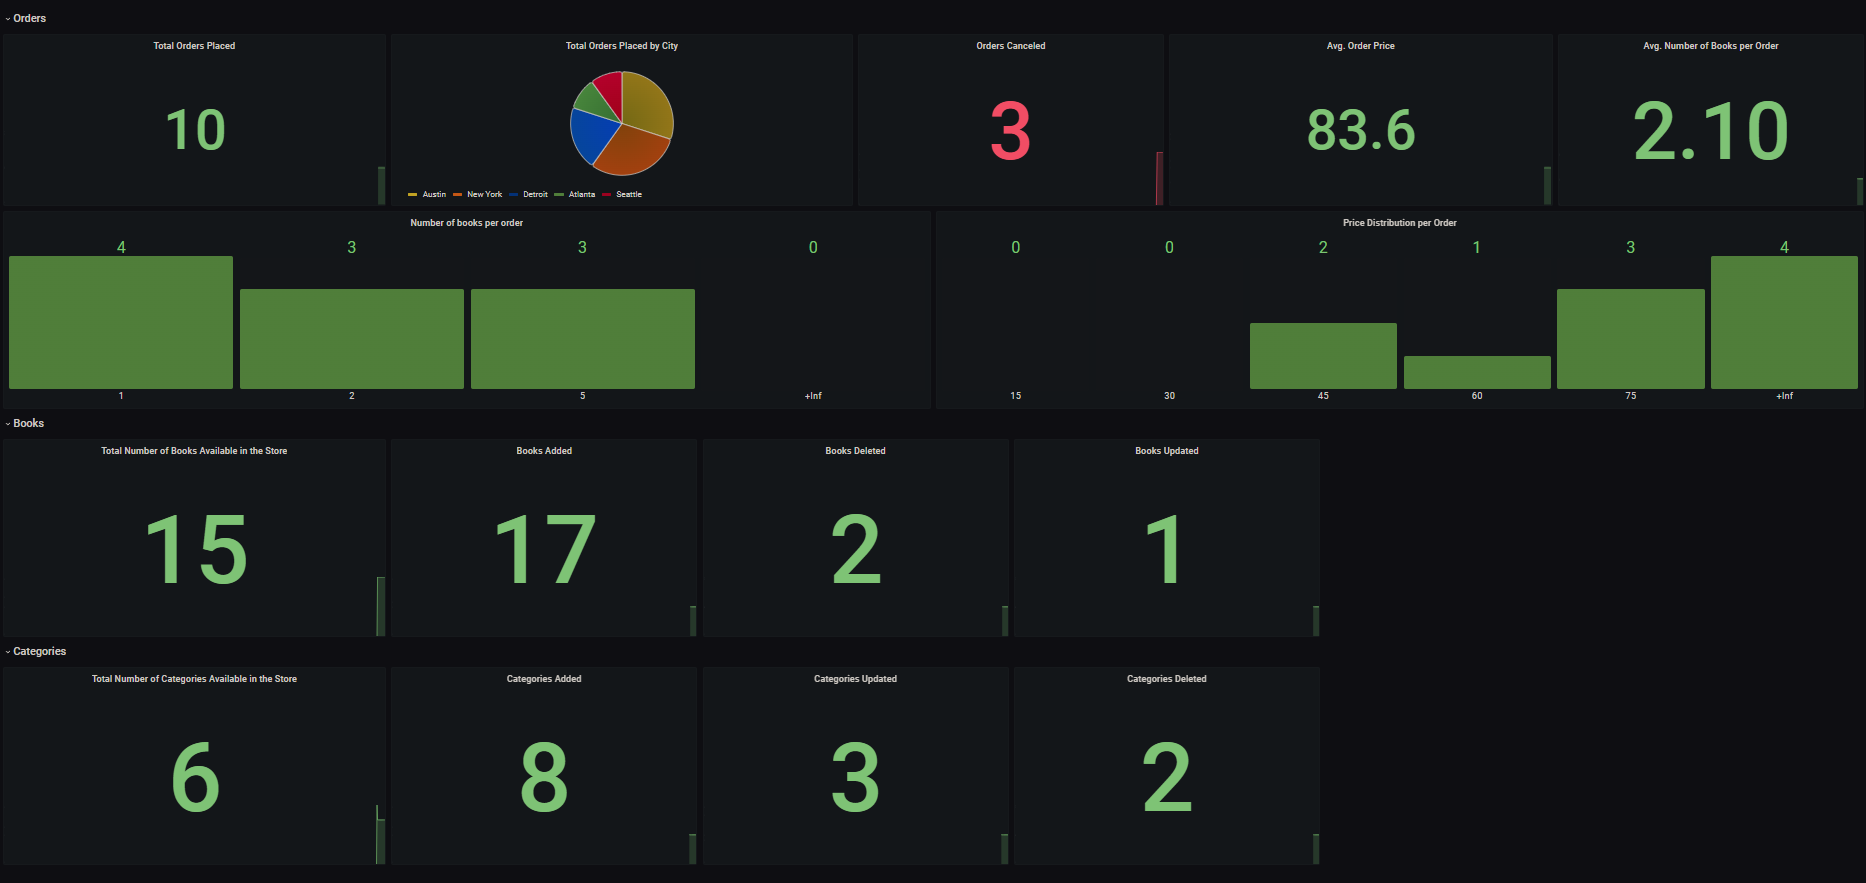 Orders
Total Orders Placed
10
Total Orders Placed by City
Austin New York Detroit Atlanta Seattle
Orders Canceled
3
Avg. Order Price
83.6
Avg. Number of Books per Order
2.10
Number of books per order
4 3 3 0
1 2 5 +Inf
Price Distribution per Order
0 0 2 1 3 4
15 30 45 60 75 +Inf
Books
Total Number of Books Available in the Store
15
Books Added
17
Books Deleted
2
Books Updated
1
Categories
Total Number of Categories Available in the Store
6
Categories Added
8
Categories Updated
3
Categories Deleted
2